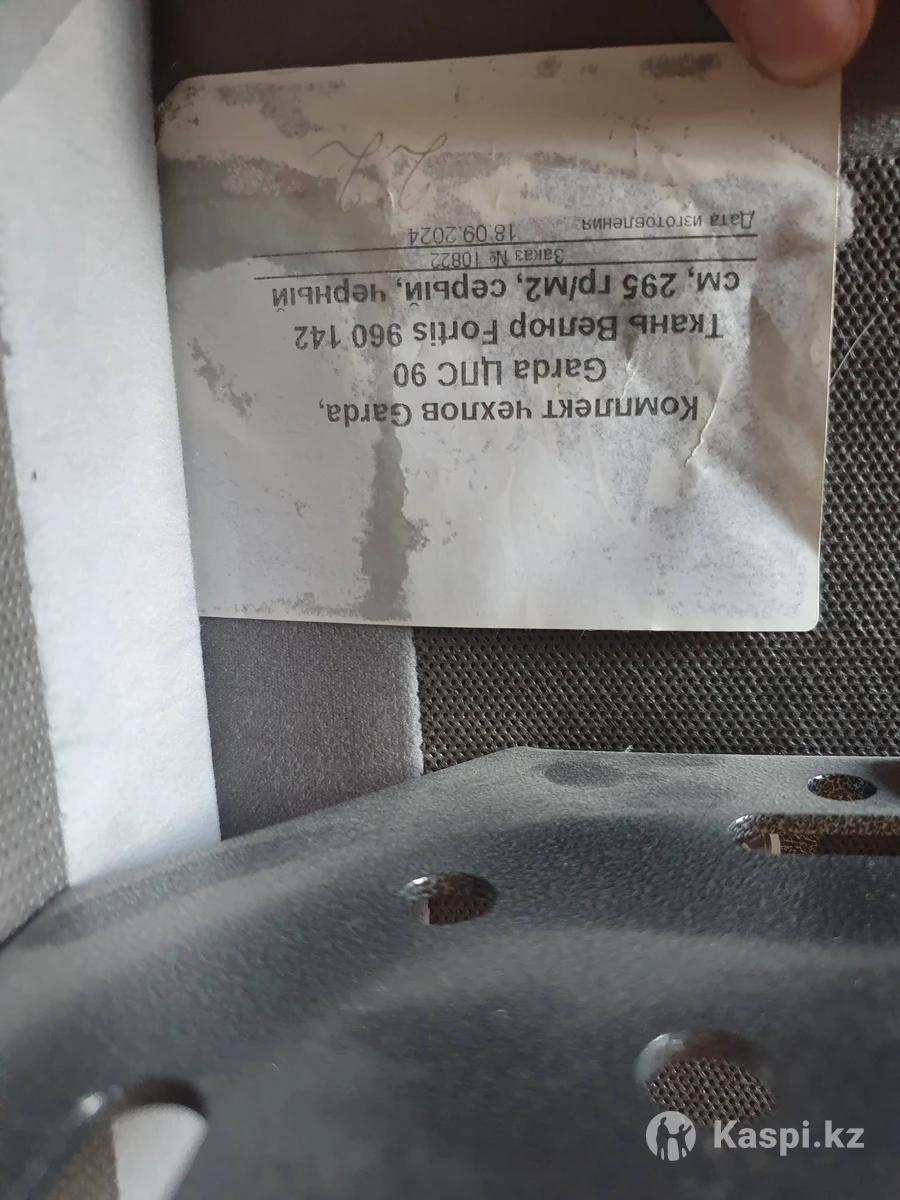 Комплект чехлов Garda,
Garda ЦПС 90
Ткань Велюр Fortis 960 142
см, 295 гр/м2, серый, черный
Заказ № 10822
Дата изготовления 18.09.2024
Kaspi.kz